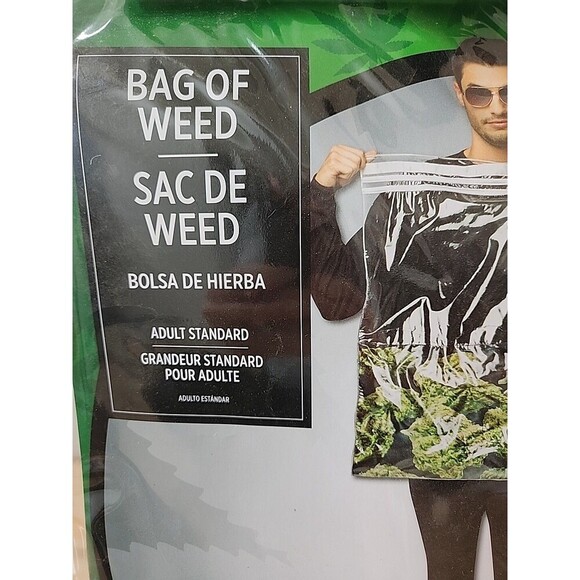 BAG OF
WEED
SAC DE
WEED
BOLSA DE HIERBA
ADULT STANDARD
GRANDEUR STANDARD
POUR ADULTE
ADULTO ESTÁNDAR